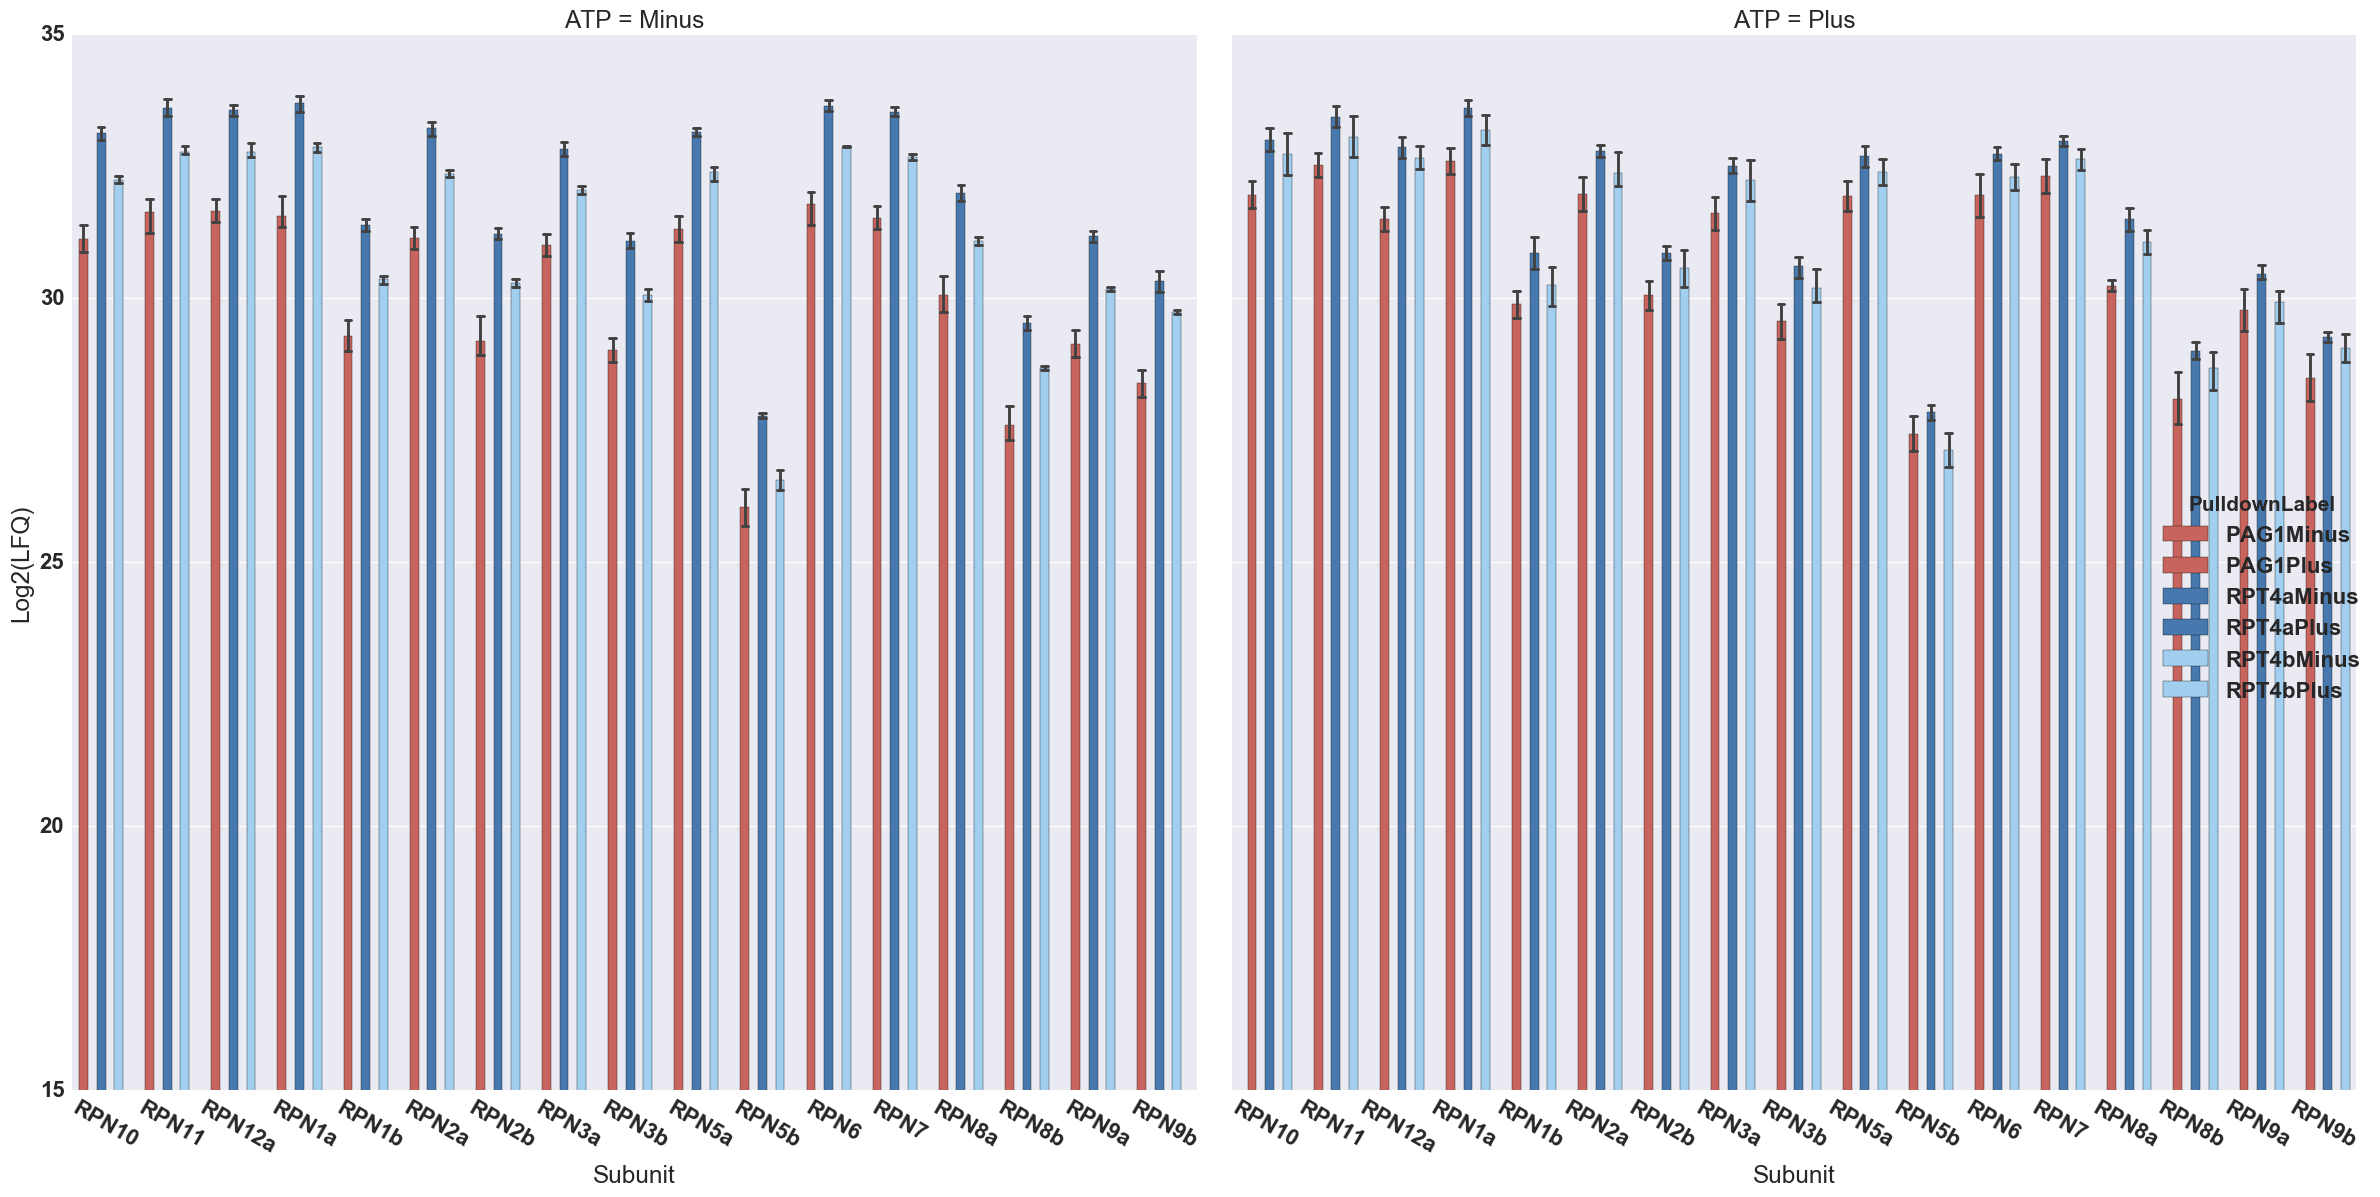 ATP = Minus
ATP = Plus
Log2(LFQ)
35
30
25
20
15
PulldownLabel
PAG1Minus
PAG1Plus
RPT4aMinus
RPT4aPlus
RPT4bMinus
RPT4bPlus
RPN10 RPN11 RPN12a RPN1a RPN1b RPN2a RPN2b RPN3a RPN3b RPN5a RPN5b RPN6 RPN7 RPN8a RPN8b RPN9a RPN9b
RPN10 RPN11 RPN12a RPN1a RPN1b RPN2a RPN2b RPN3a RPN3b RPN5a RPN5b RPN6 RPN7 RPN8a RPN8b RPN9a RPN9b
Subunit
Subunit